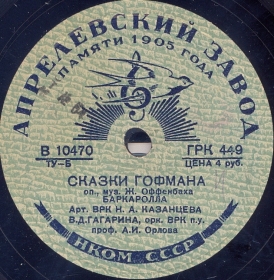 АПРЕЛЕВСКИЙ ЗАВОД
ПАМЯТИ 1905 ГОДА
В 10470
ГРК 449
ТУ-Б
ЦЕНА 4 руб.
СКАЗКИ ГОФМАНА
оп., муз. Ж. Оффенбаха
БАРКАРОЛЛА
Арт. ВРК Н. А. КАЗАНЦЕВА
В.Д.ГАГАРИНА, орк. ВРК п.у.
проф. А.И. Орлова
НКОМ СССР